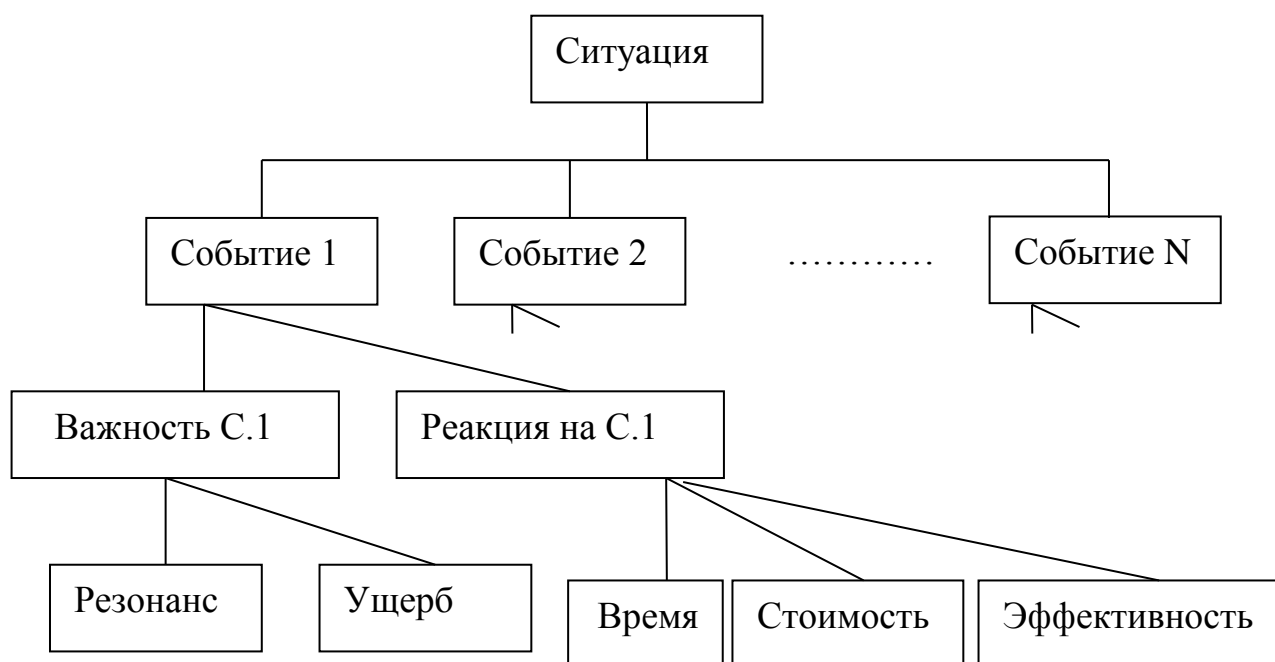 Ситуация
Событие 1
Событие 2
…………
Событие N
Важность С.1
Реакция на С.1
Резонанс
Ущерб
Время
Стоимость
Эффективность